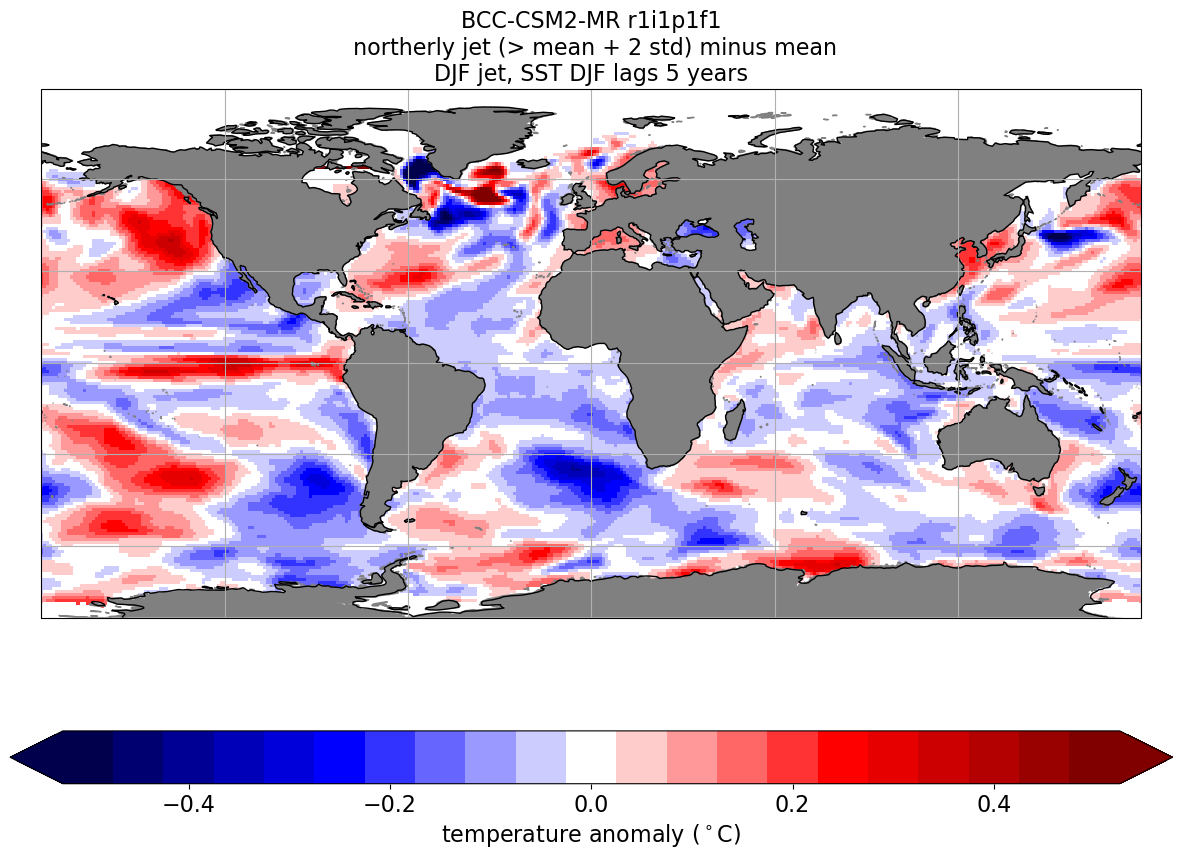 BCC-CSM2-MR r1i1p1f1
northerly jet (> mean + 2 std) minus mean
DJF jet, SST DJF lags 5 years
−0.4 −0.2 0.0 0.2 0.4
temperature anomaly (°C)